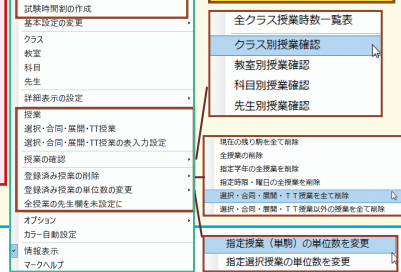 試験時間割の作成
基本設定の変更
クラス
教室
科目
先生
詳細表示の設定
授業
選択・合同・展開・TT授業
選択・合同・展開・TT授業の表入力設定
授業の確認
登録済み授業の削除
登録済み授業の単位数の変更
全授業の先生欄を未設定に
オプション
カラー自動設定
情報表示
マークヘルプ
全クラス授業時数一覧表
クラス別授業確認
教室別授業確認
科目別授業確認
先生別授業確認
現在の残り駒を全て削除
全授業の削除
指定学年の全授業を削除
指定時限・曜日の全授業を削除
選択・合同・展開・TT授業を全て削除
選択・合同・展開・TT授業以外の授業を全て削除
指定授業（単駒）の単位数を変更
指定選択授業の単位数を変更